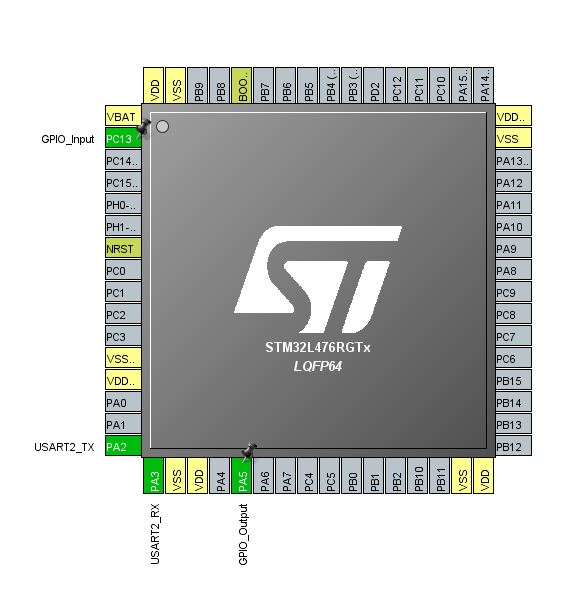 VDD
VSS
PB9
PB8
BOO..
PB7
PB6
PB5
PB4 (..
PB3 (..
PD2
PC12
PC11
PC10
PA15..
PA14..
VBAT
GPIO_Input PC13
PC14..
PC15..
PH0-..
PH1-..
NRST
PC0
PC1
PC2
PC3
VSS..
VDD..
PA0
PA1
USART2_TX PA2
VDD..
VSS
PA13..
PA12
PA11
PA10
PA9
PA8
PC9
PC8
PC7
PC6
PB15
PB14
PB13
PB12
ST
STM32L476RGTx
LQFP64
PA3
VSS
VDD
PA4
PA5
PA6
PA7
PC4
PC5
PB0
PB1
PB2
PB10
PB11
VSS
VDD
USART2_RX
GPIO_Output